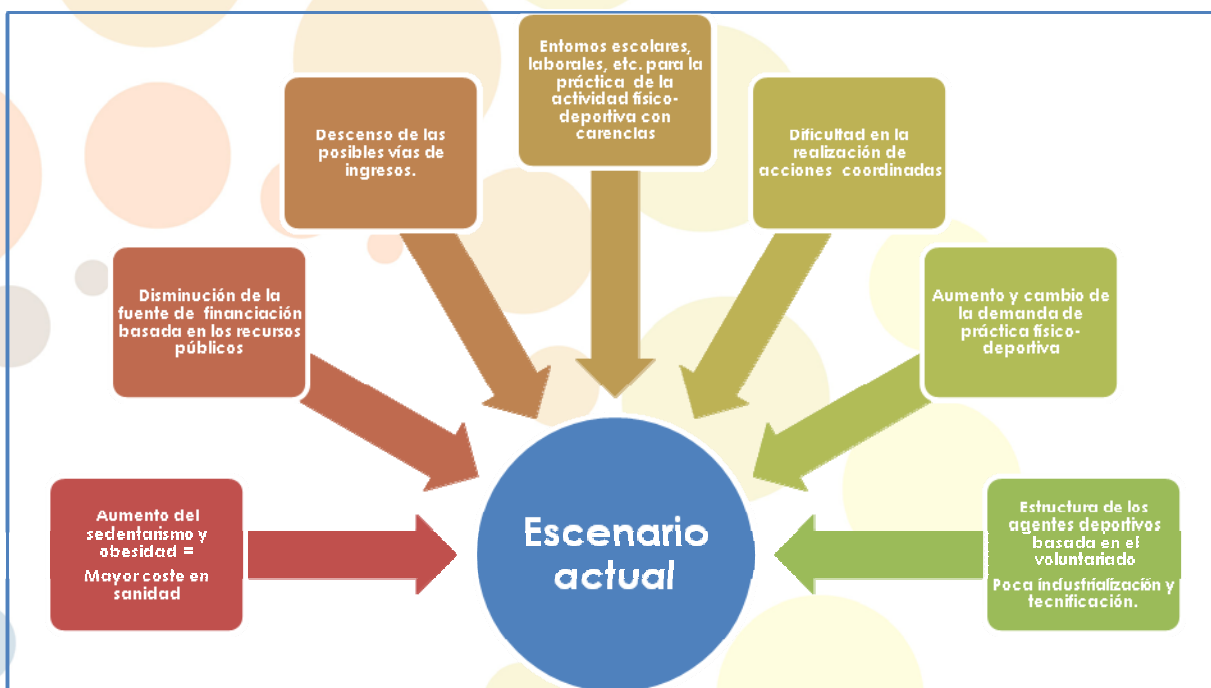 Aumento del
sedentarismo y
obesidad =
Mayor coste en
sanidad
Disminución de la
fuente de financiación
basada en los recursos
públicos
Descenso de las
posibles vías de
ingresos.
Entornos escolares,
laborales, etc. para la
práctica de la
actividad físico-
deportiva con
carencias
Dificultad en la
realización de
acciones coordinadas
Aumento y cambio de
la demanda de
práctica físico-
deportiva
Estructura de los
agentes deportivos
basada en el
voluntariado
Poca industrialización y
tecnificación.
Escenario
actual